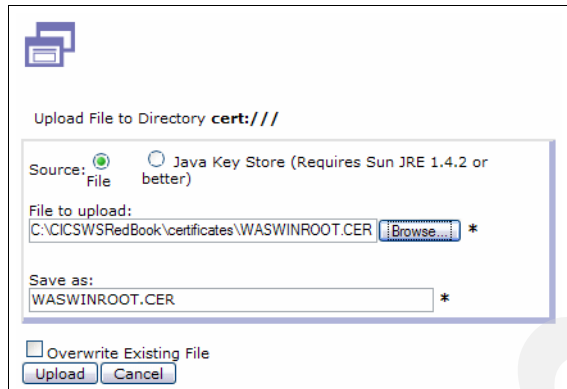 Upload File to Directory cert:///
Source: File Java Key Store (Requires Sun JRE 1.4.2 or better)
File to upload:
C:\CICSWSRedBook\certificates\WASWINROOT.CER Browse... *
Save as:
WASWINROOT.CER *
Overwrite Existing File
Upload Cancel